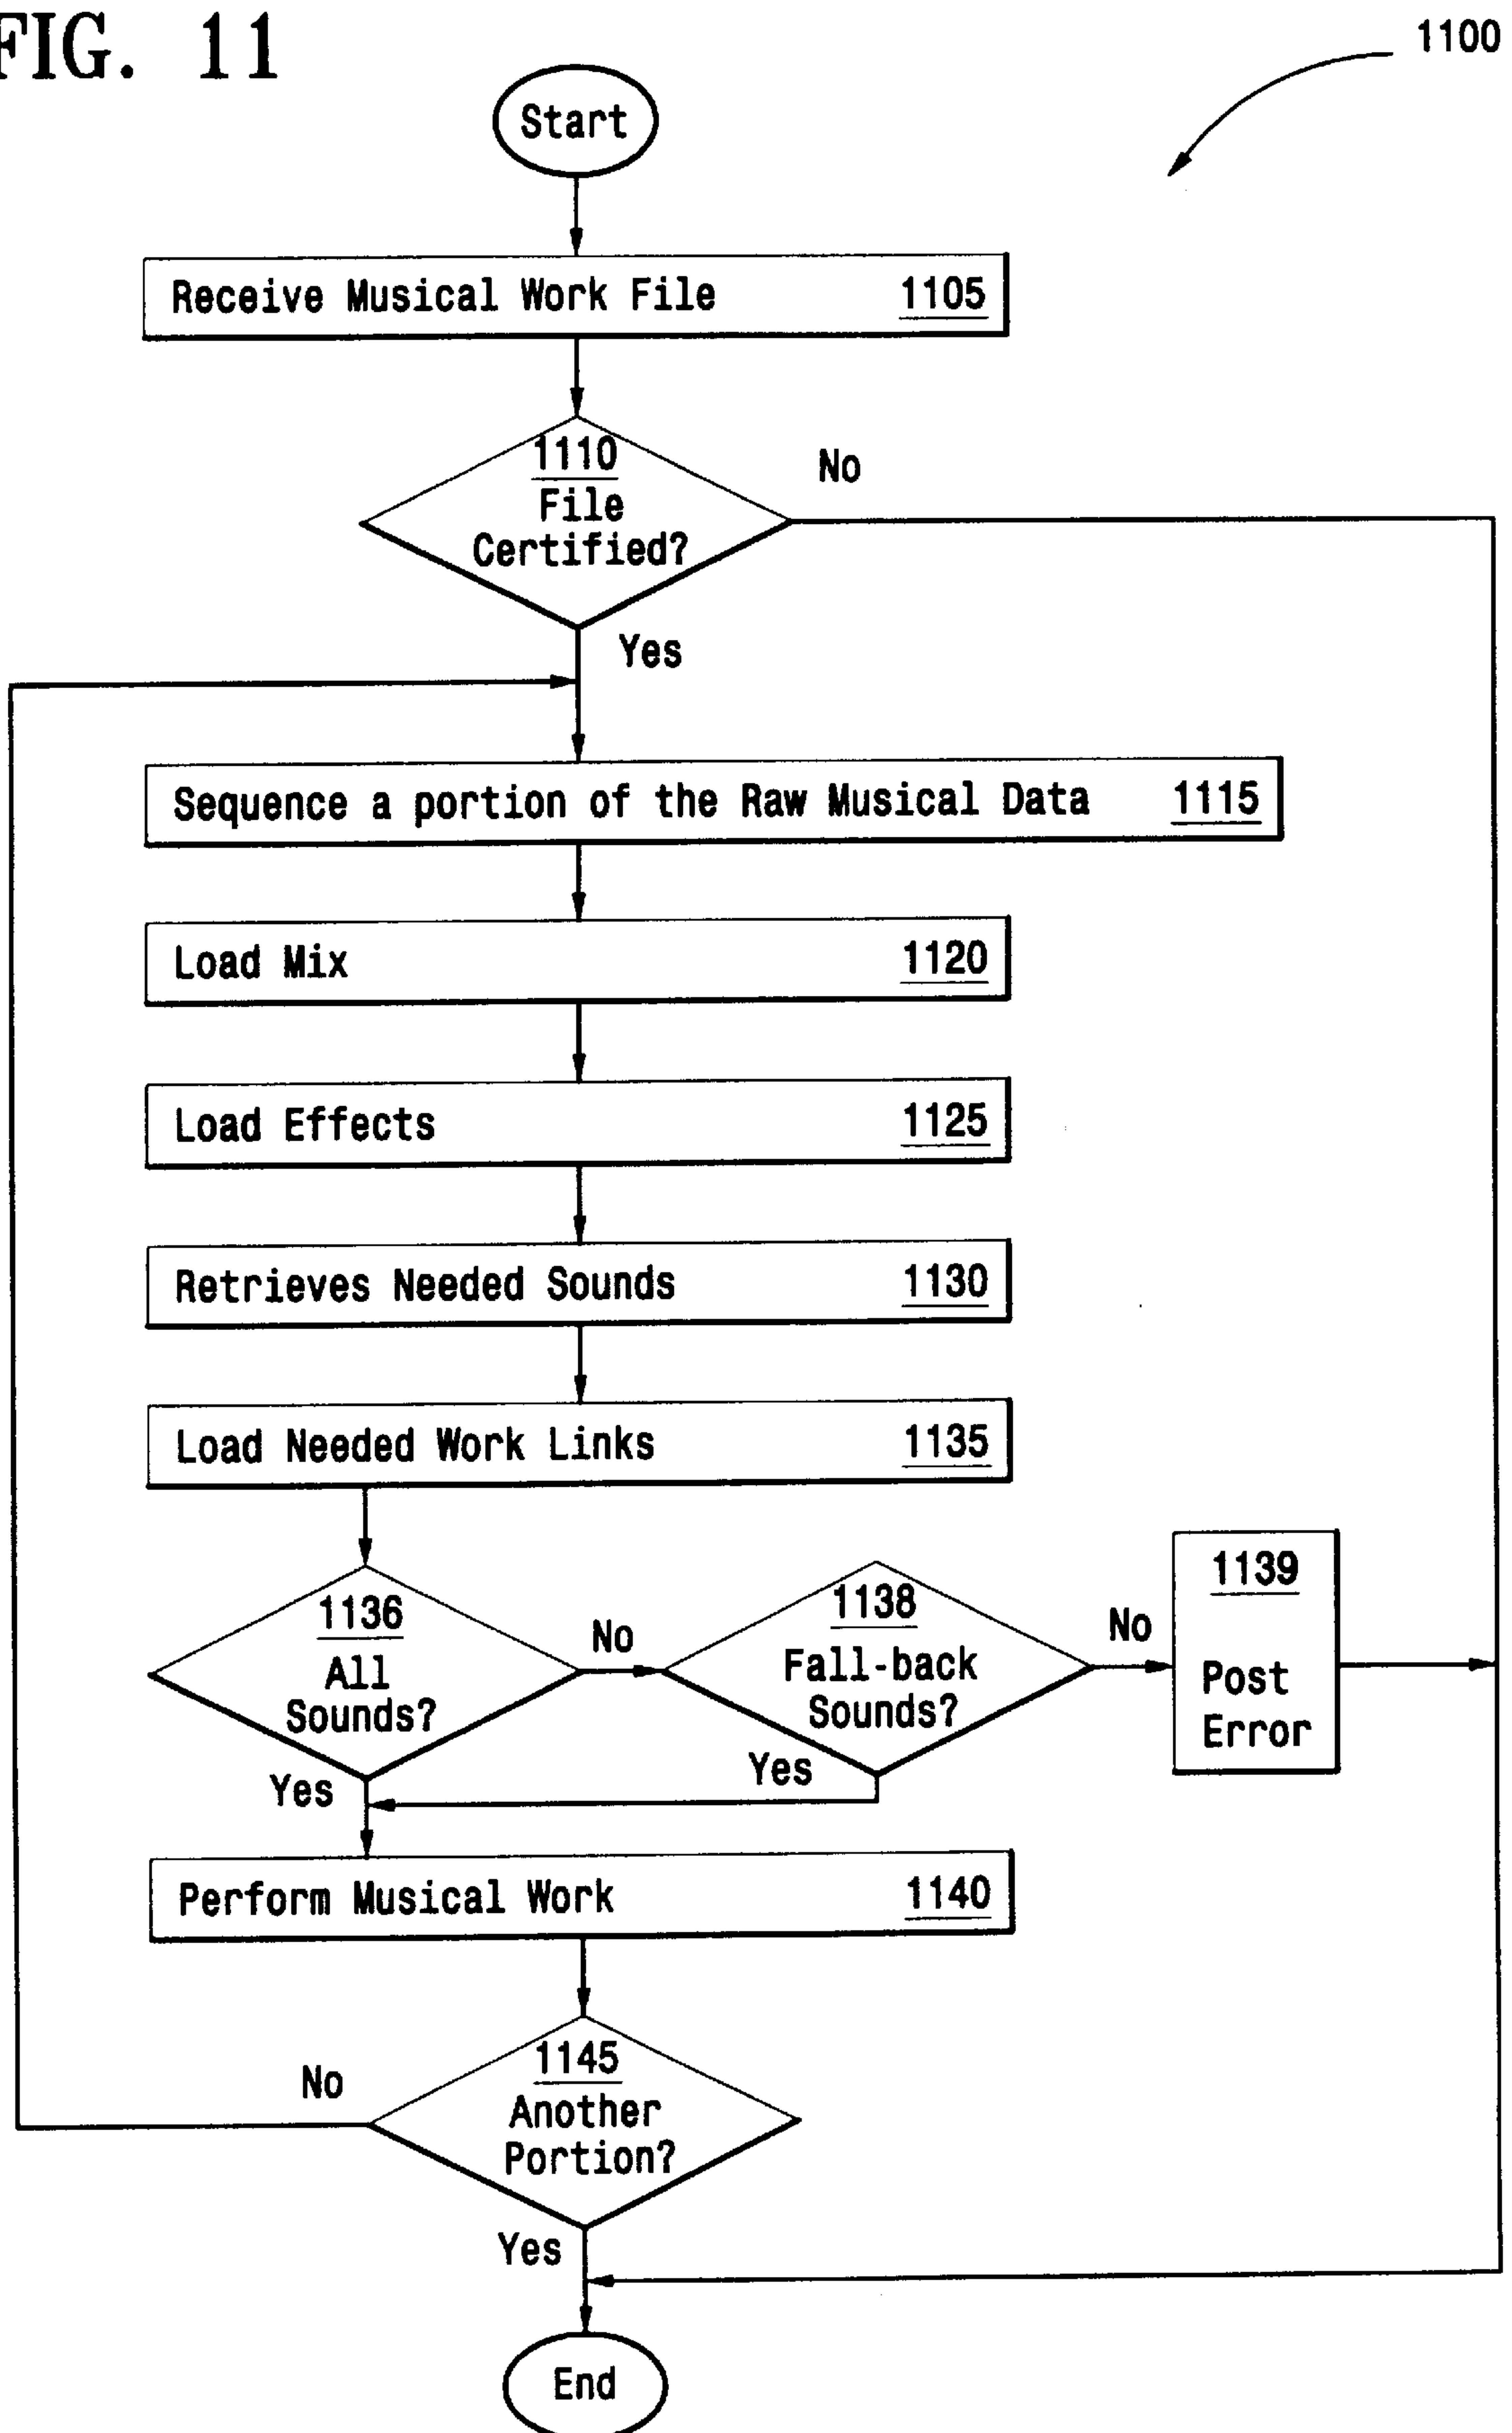 FIG. 11
1100
Start
Receive Musical Work File 1105
1110
File
Certified?
No
Yes
Sequence a portion of the Raw Musical Data 1115
Load Mix 1120
Load Effects 1125
Retrieves Needed Sounds 1130
Load Needed Work Links 1135
1136
All
Sounds?
No
Yes
1138
Fall-back
Sounds?
No
Yes
1139
Post
Error
Perform Musical Work 1140
1145
Another
Portion?
No
Yes
End